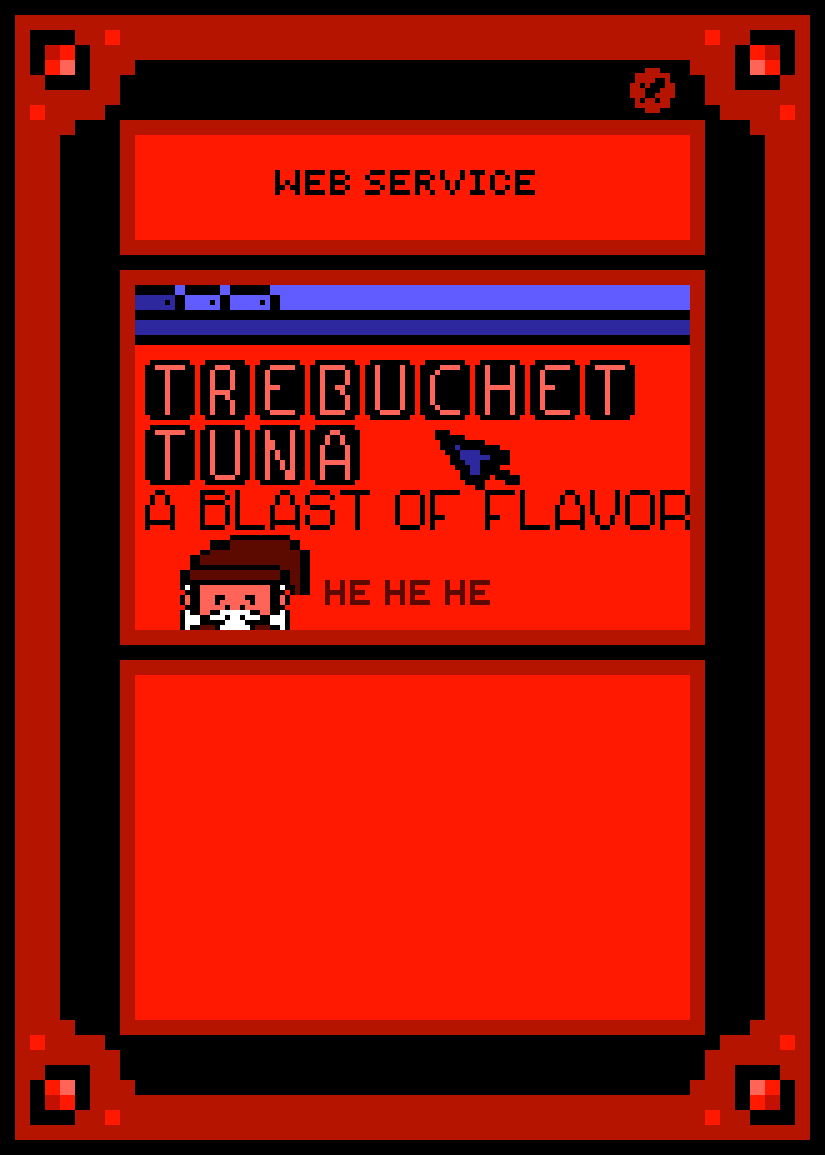 WEB SERVICE
TREBUCHET
TUNA
A BLAST OF FLAVOR
HE HE HE